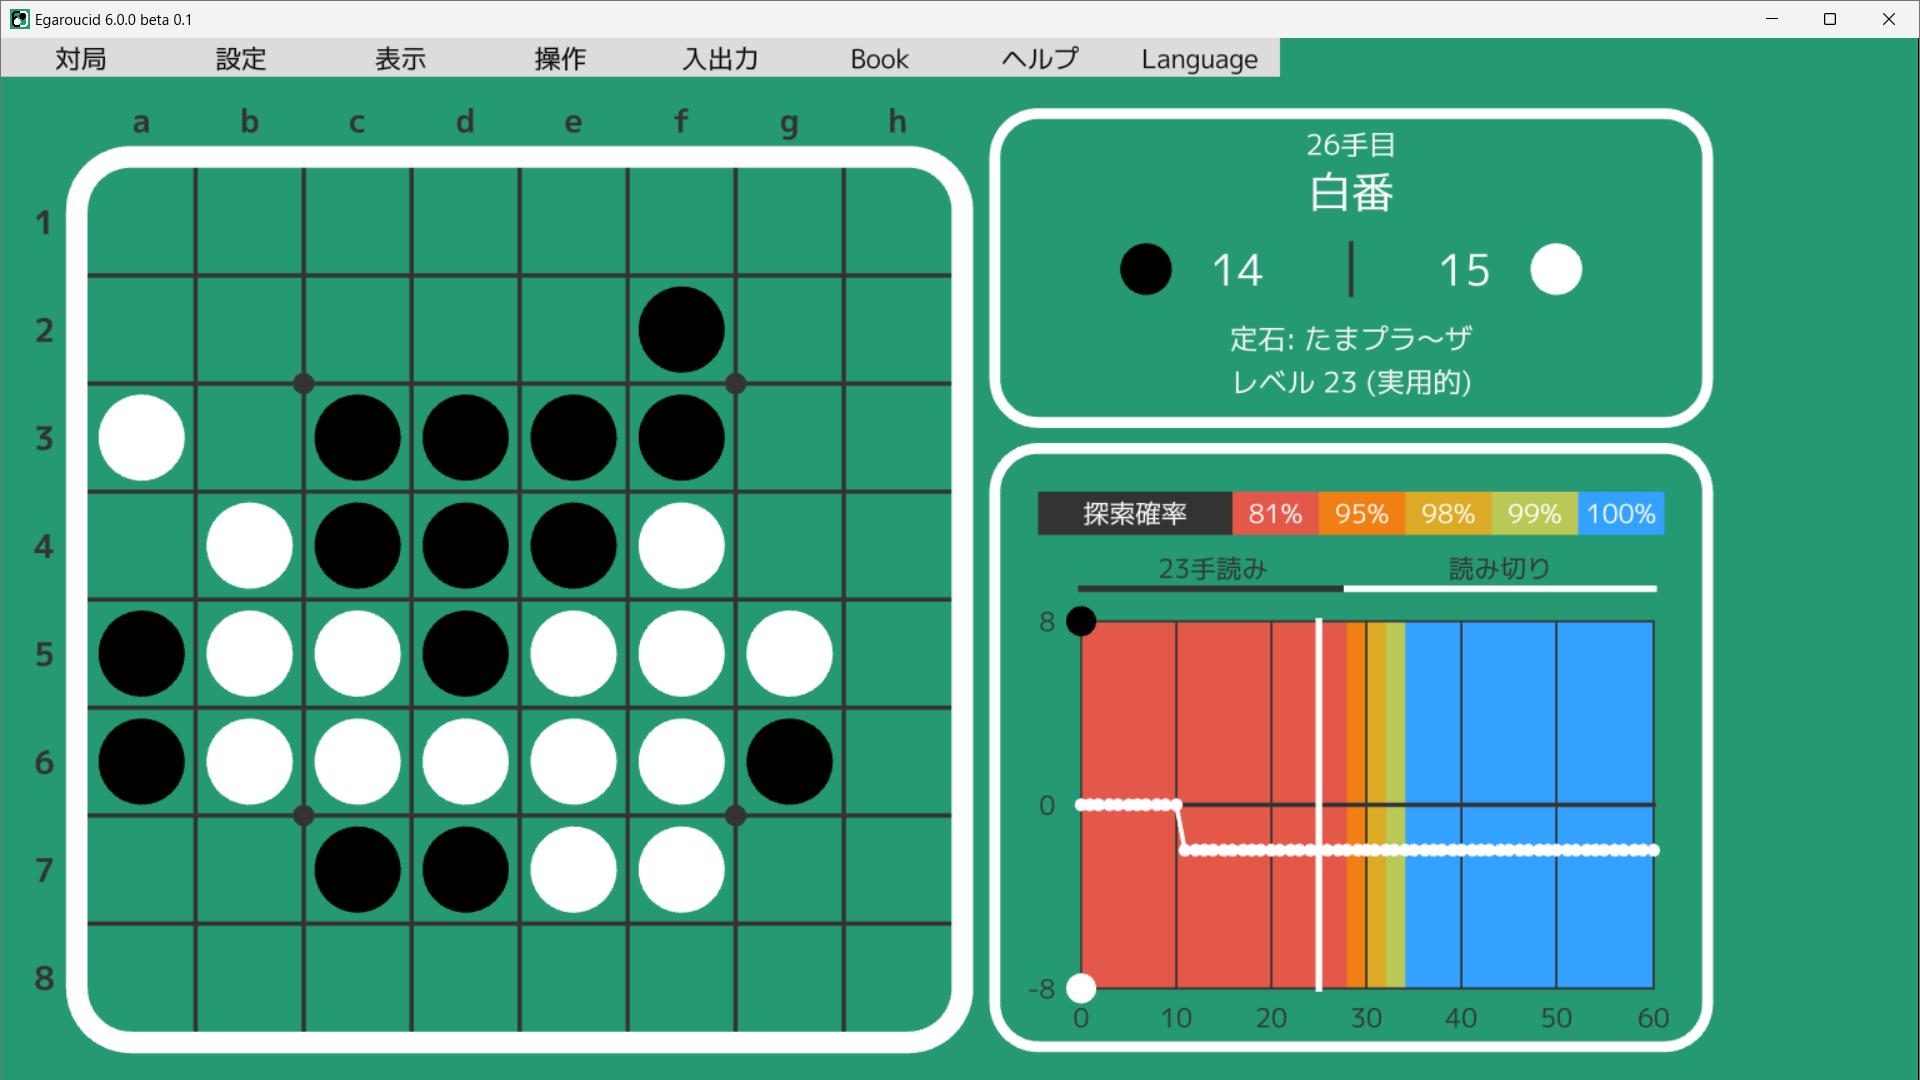 Egaroucid 6.0.0 beta 0.1
対局 設定 表示 操作 入出力 Book ヘルプ Language
a b c d e f g h
1
2
3
4
5
6
7
8
26手目
白番
14 15
定石: たまプラ～ザ
レベル 23 (実用的)
探索確率 81% 95% 98% 99% 100%
23手読み 読み切り
8
0
-8
0 10 20 30 40 50 60